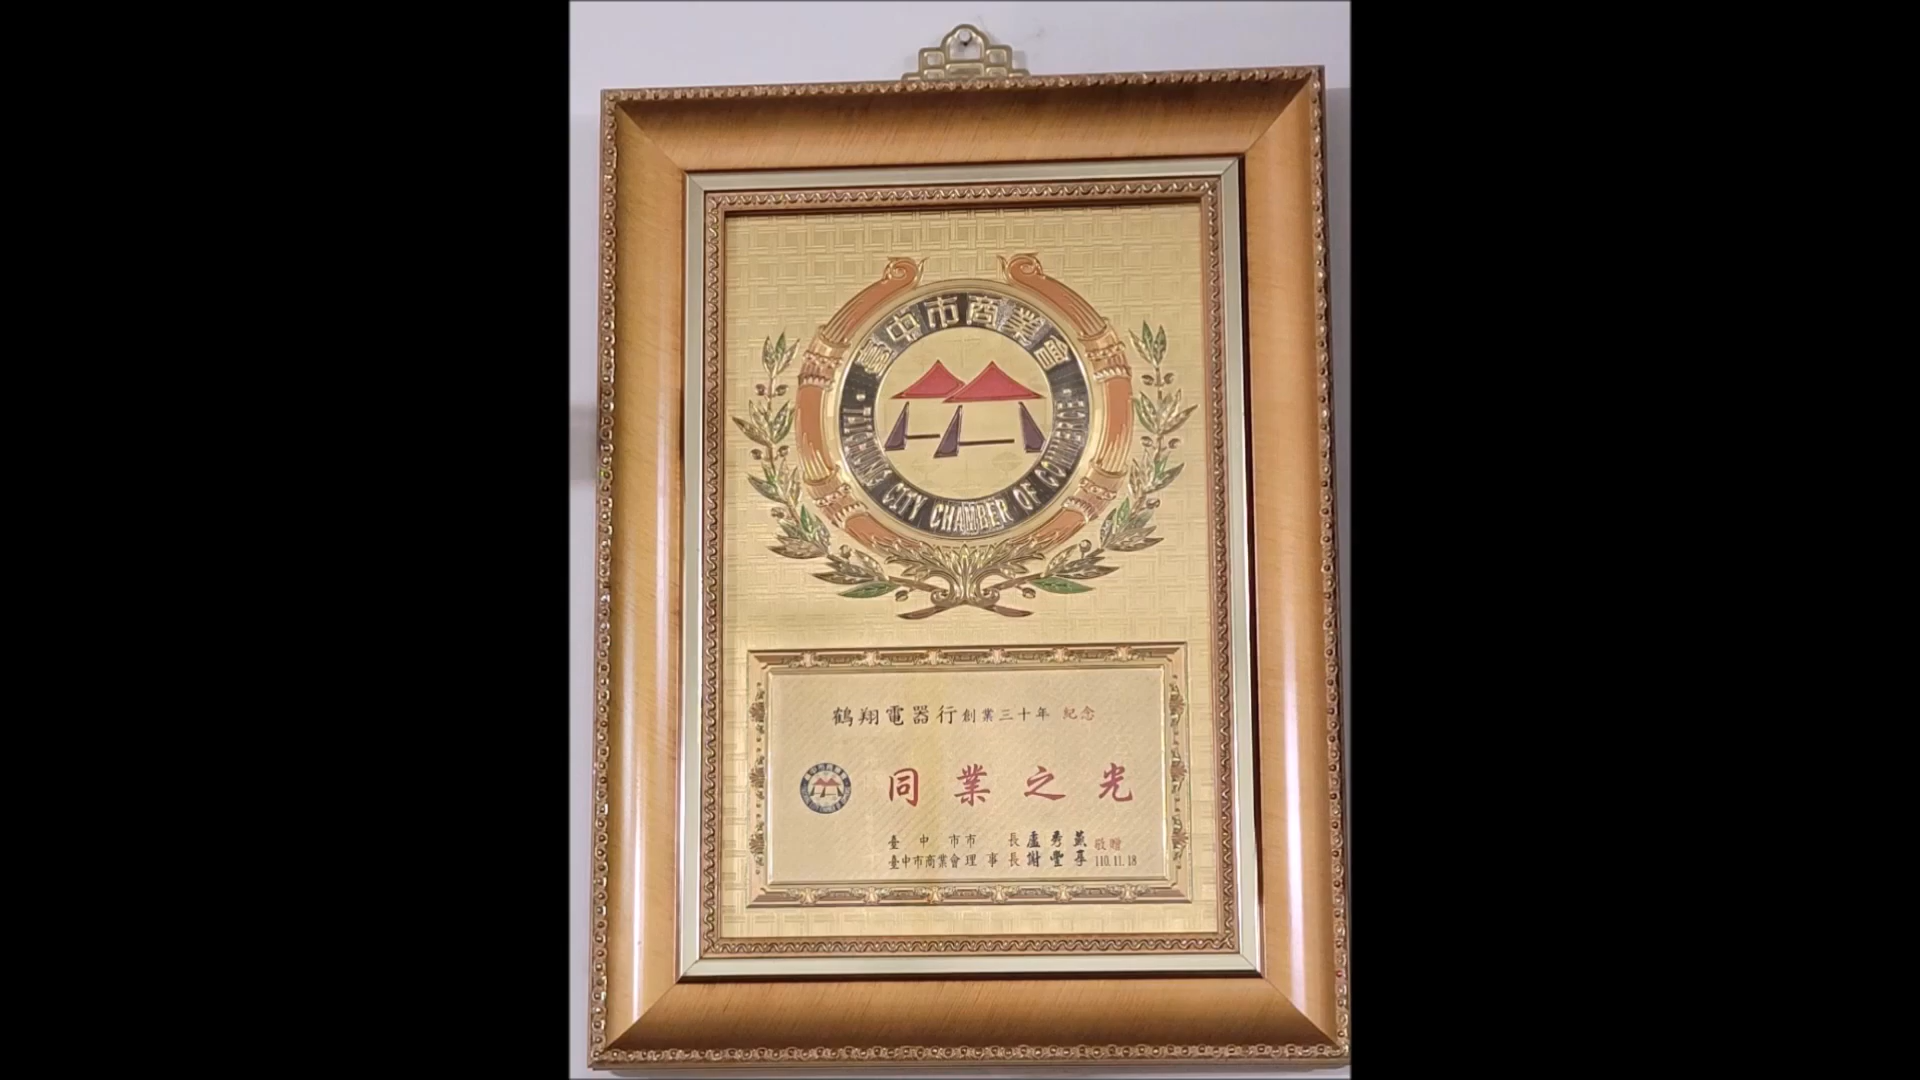 臺中市商業會
TAICHUNG CITY CHAMBER OF COMMERCE
鶴翔電器行創業三十年 紀念
同業之光
臺中市市長盧秀燕 敬贈
臺中市商業會理事長謝豐享 110.11.18